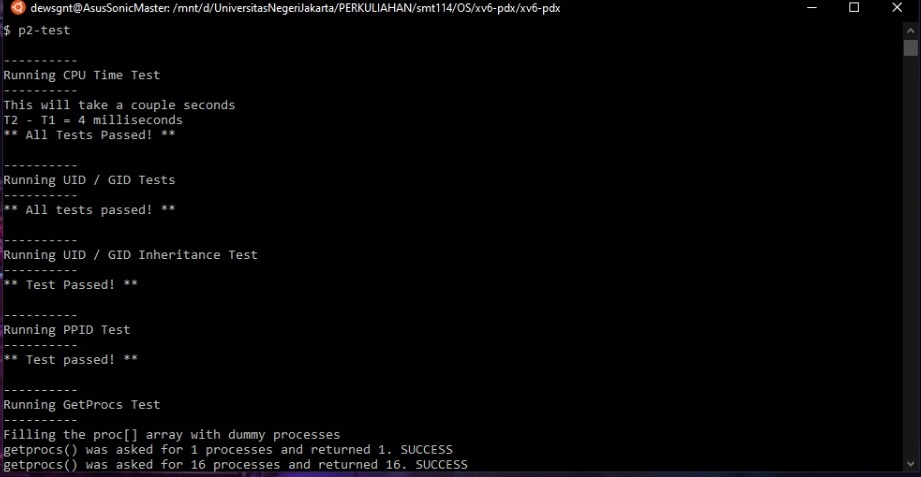 dewsgnt@AsusSonicMaster: /mnt/d/UniversitasNegeriJakarta/PERKULIAHAN/smt114/OS/xv6-pdx/xv6-pdx
$ p2-test
----------
Running CPU Time Test
----------
This will take a couple seconds
T2 - T1 = 4 milliseconds
** All Tests Passed! **
----------
Running UID / GID Tests
----------
** All tests passed! **
----------
Running UID / GID Inheritance Test
----------
** Test Passed! **
----------
Running PPID Test
----------
** Test passed! **
----------
Running GetProcs Test
----------
Filling the proc[] array with dummy processes
getprocs() was asked for 1 processes and returned 1. SUCCESS
getprocs() was asked for 16 processes and returned 16. SUCCESS